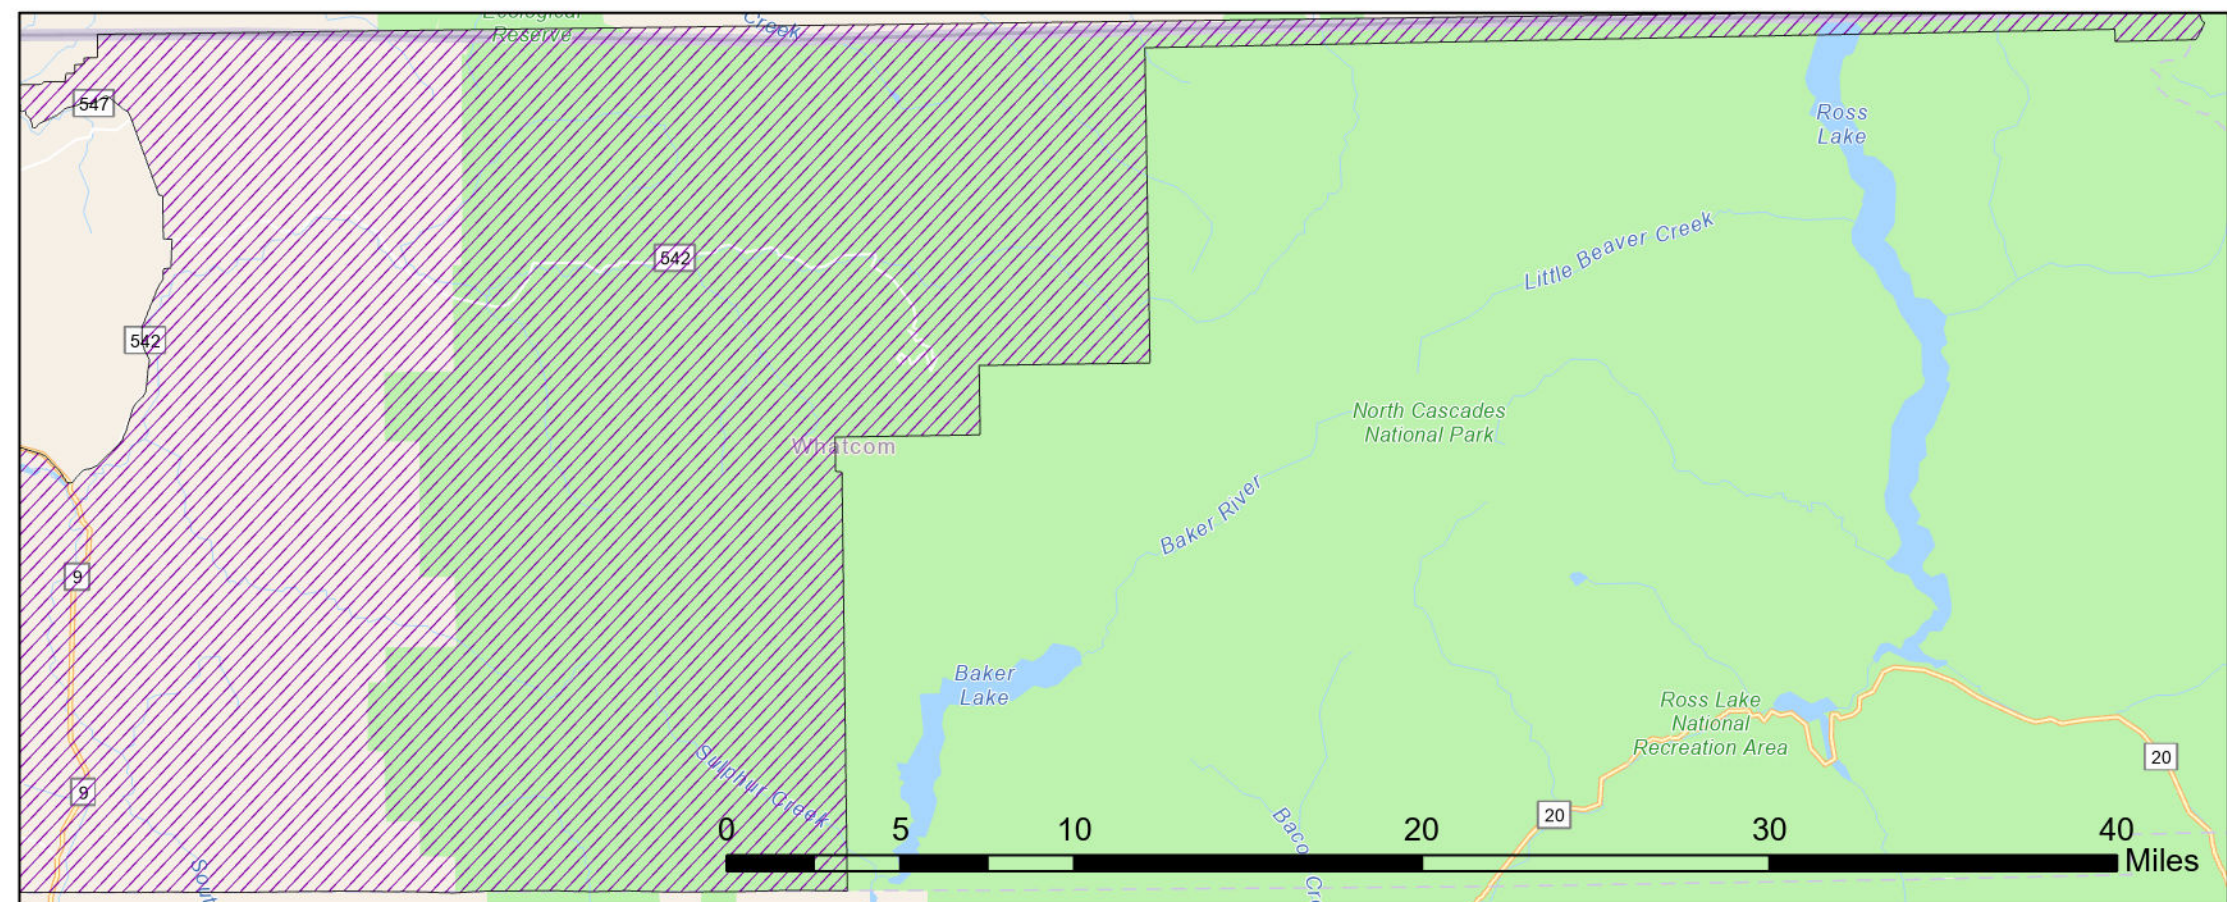 Ecological
Reserve
Creek
547
Ross
Lake
542
Little Beaver Creek
542
North Cascades
National Park
Whatcom
Baker River
9
Baker
Lake
Ross Lake
National
Recreation Area
20
Sulphur Creek
9
20
0 5 10 20 30 40
Miles